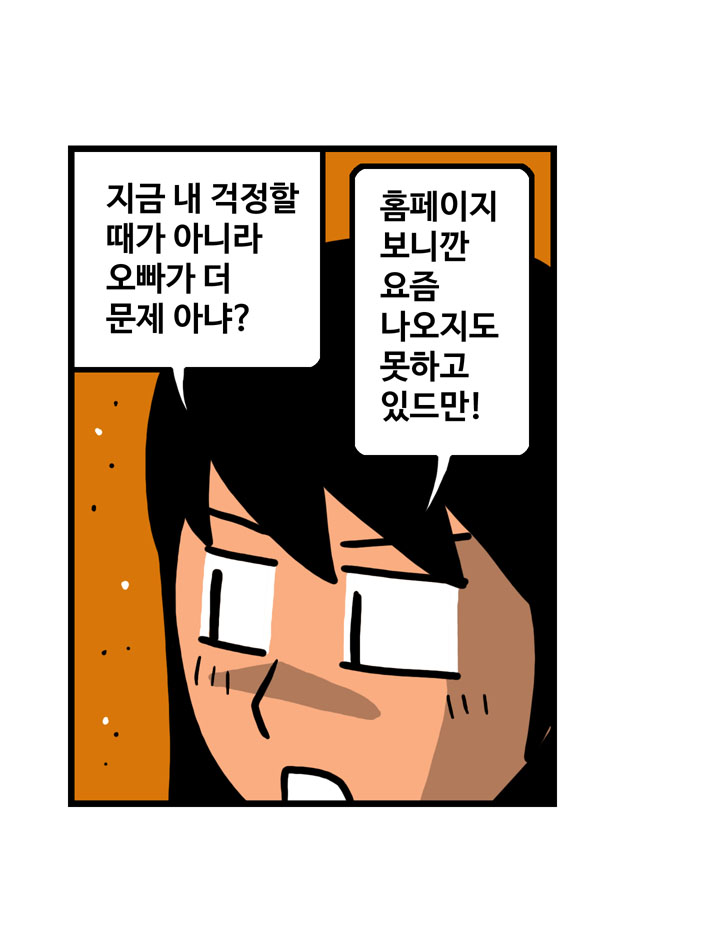 지금 내 걱정할
때가 아니라
오빠가 더
문제 아냐?
홈페이지
보니깐
요즘
나오지도
못하고
있드만!